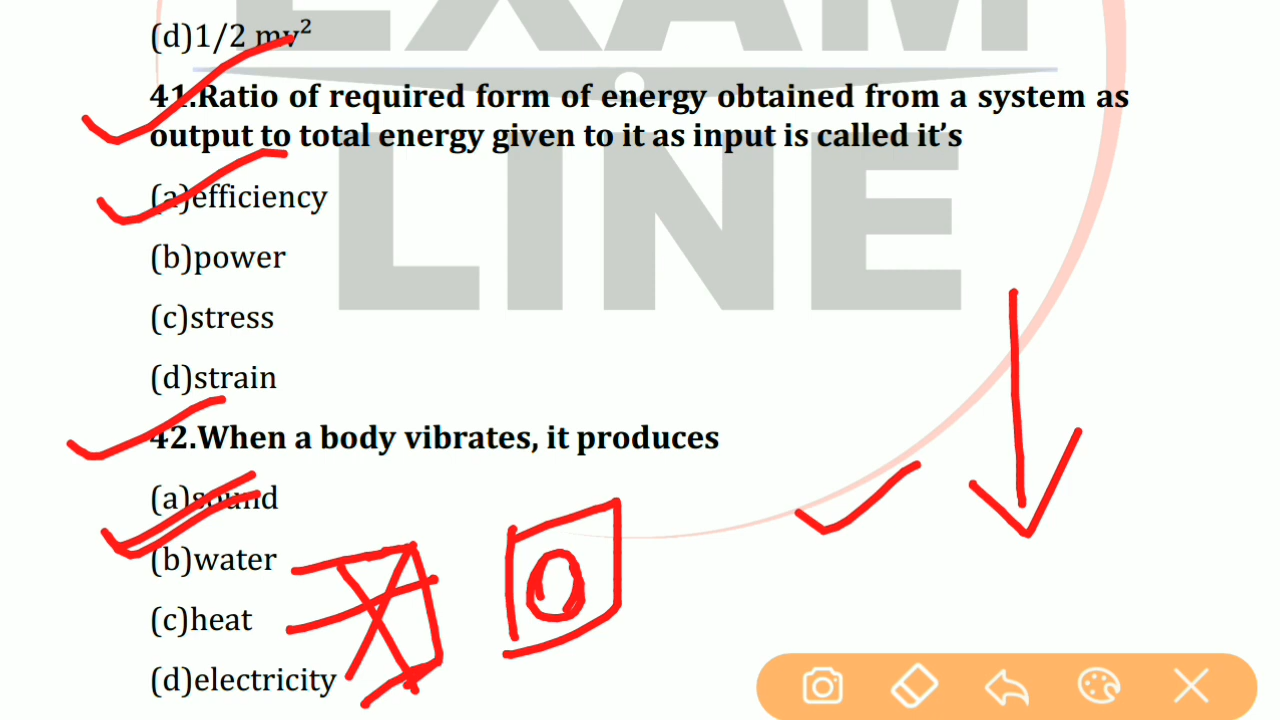 EXAM
(d)1/2 mv²
41.Ratio of required form of energy obtained from a system as
output to total energy given to it as input is called it’s
LINE
(a)efficiency
(b)power
(c)stress
(d)strain
42.When a body vibrates, it produces
(a)sound
(b)water
(c)heat
(d)electricity